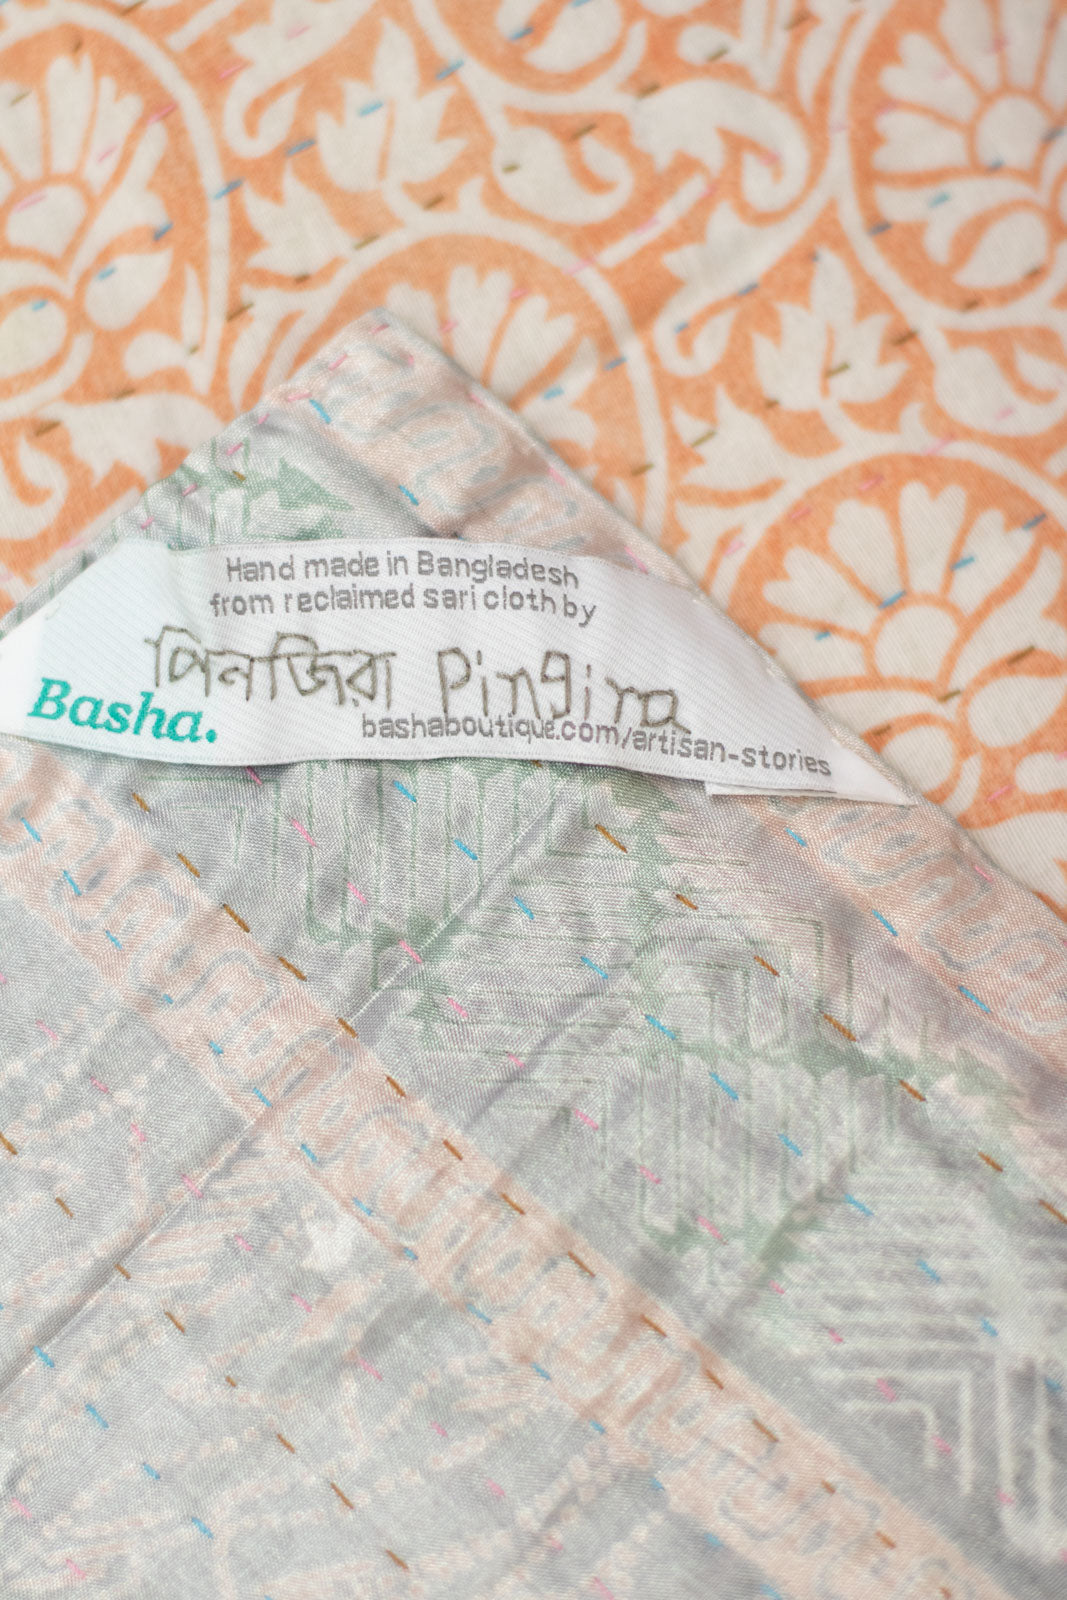 Hand made in Bangladesh
from reclaimed sari cloth by
পিনজিরা Pingira
Basha.
bashaboutique.com/artisan-stories